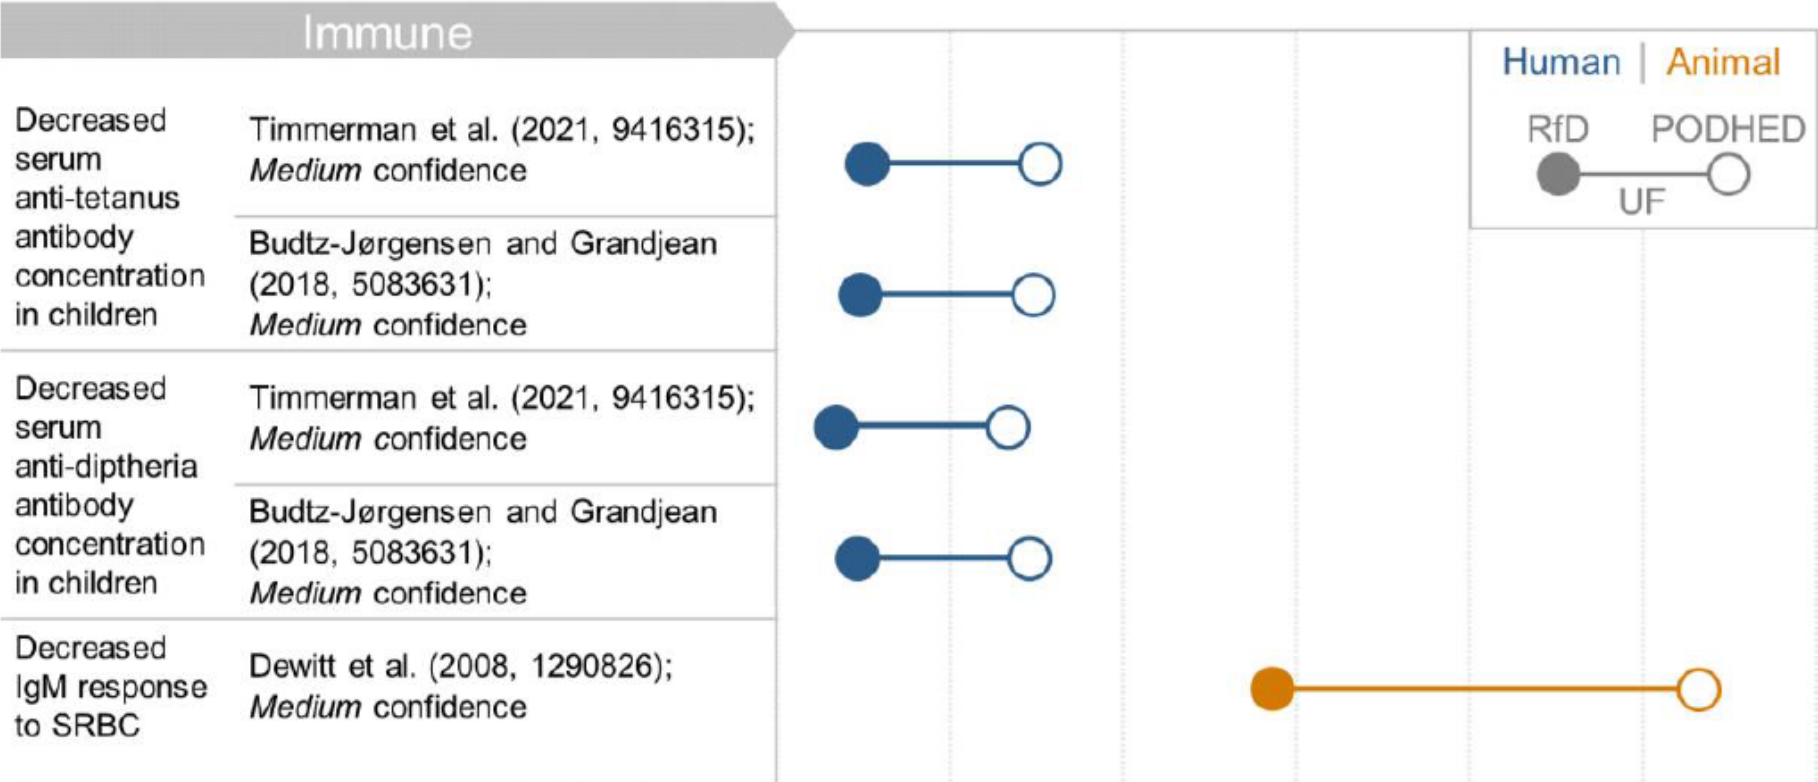 Immune
Human | Animal
RfD PODHED
UF
Decreased
serum
anti-tetanus
antibody
concentration
in children
Timmerman et al. (2021, 9416315);
Medium confidence
Budtz-Jørgensen and Grandjean
(2018, 5083631);
Medium confidence
Decreased
serum
anti-diptheria
antibody
concentration
in children
Timmerman et al. (2021, 9416315);
Medium confidence
Budtz-Jørgensen and Grandjean
(2018, 5083631);
Medium confidence
Decreased
IgM response
to SRBC
Dewitt et al. (2008, 1290826);
Medium confidence